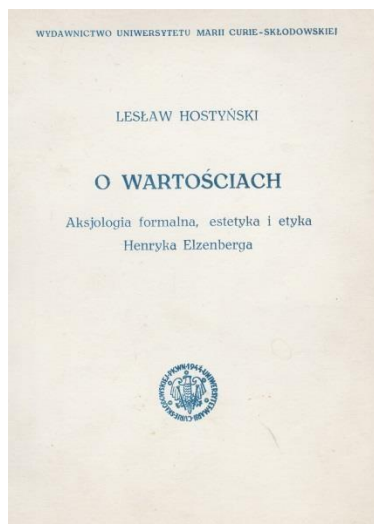 WYDAWNICTWO UNIWERSYTETU MARII CURIE-SKŁODOWSKIEJ
LESŁAW HOSTYŃSKI
O WARTOŚCIACH
Aksjologia formalna, estetyka i etyka
Henryka Elzenberga